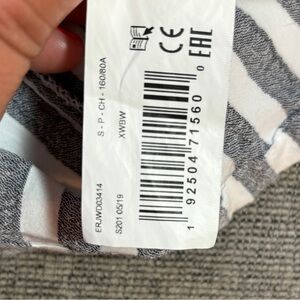 CE EAC
S - P - CH - 160/80A
XWBW
1 92504 71560 0
ERJWD03414
S201 05/19